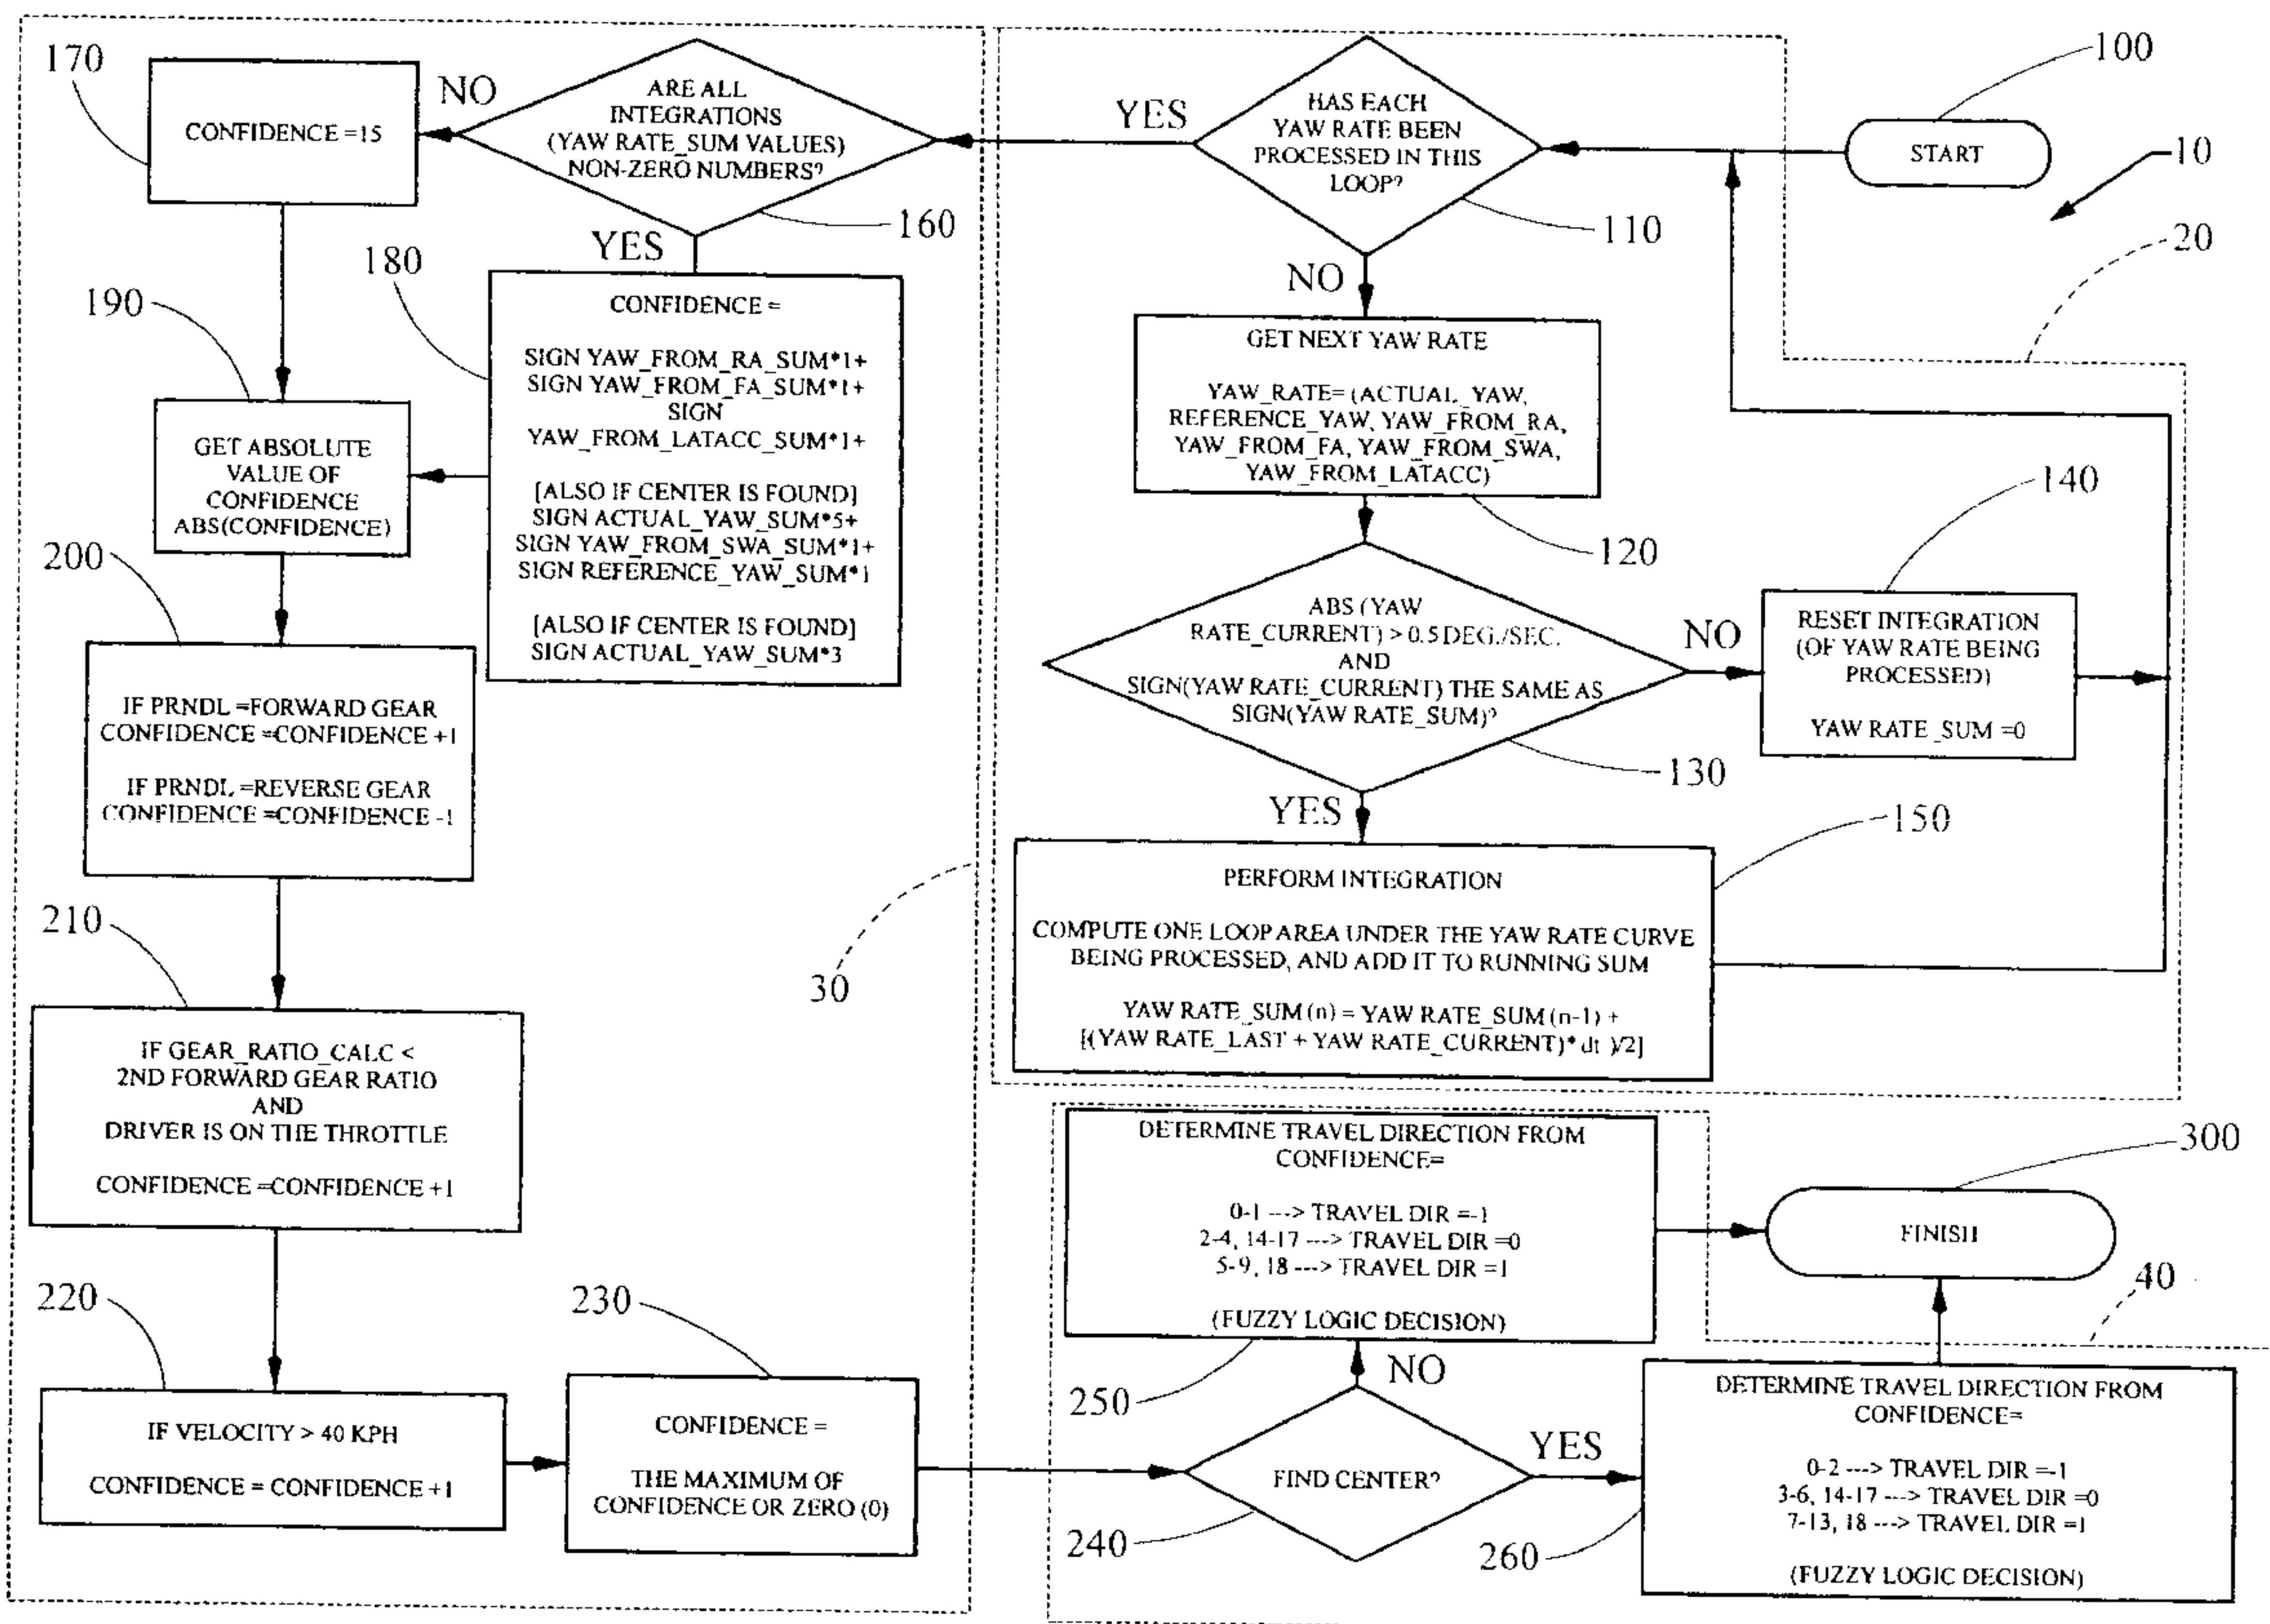 100
START
10
20
HAS EACH
YAW RATE BEEN
PROCESSED IN THIS
LOOP?
110
YES
NO
GET NEXT YAW RATE
YAW_RATE= (ACTUAL_YAW,
REFERENCE_YAW, YAW_FROM_RA,
YAW_FROM_FA, YAW_FROM_SWA,
YAW_FROM_LATACC)
120
ABS (YAW
RATE_CURRENT) > 0.5 DEG./SEC.
AND
SIGN(YAW RATE_CURRENT) THE SAME AS
SIGN(YAW RATE_SUM)?
130
NO
140
RESET INTEGRATION
(OF YAW RATE BEING
PROCESSED)
YAW RATE_SUM =0
YES
150
PERFORM INTEGRATION
COMPUTE ONE LOOP AREA UNDER THE YAW RATE CURVE
BEING PROCESSED, AND ADD IT TO RUNNING SUM
YAW RATE_SUM (n) = YAW RATE_SUM (n-1) +
[((YAW RATE_LAST + YAW RATE_CURRENT)* dt )/2]
ARE ALL
INTEGRATIONS
(YAW RATE_SUM VALUES)
NON-ZERO NUMBERS?
160
NO
170
CONFIDENCE =15
YES
180
CONFIDENCE =
SIGN YAW_FROM_RA_SUM*1+
SIGN YAW_FROM_FA_SUM*1+
SIGN
YAW_FROM_LATACC_SUM*1+
[ALSO IF CENTER IS FOUND]
SIGN ACTUAL_YAW_SUM*5+
SIGN YAW_FROM_SWA_SUM*1+
SIGN REFERENCE_YAW_SUM*1
[ALSO IF CENTER IS FOUND]
SIGN ACTUAL_YAW_SUM*3
190
GET ABSOLUTE
VALUE OF
CONFIDENCE
ABS(CONFIDENCE)
200
IF PRNDL =FORWARD GEAR
CONFIDENCE =CONFIDENCE +1
IF PRNDL =REVERSE GEAR
CONFIDENCE =CONFIDENCE -1
210
30
IF GEAR_RATIO_CALC <
2ND FORWARD GEAR RATIO
AND
DRIVER IS ON THE THROTTLE
CONFIDENCE =CONFIDENCE +1
220
IF VELOCITY > 40 KPH
CONFIDENCE = CONFIDENCE +1
230
CONFIDENCE =
THE MAXIMUM OF
CONFIDENCE OR ZERO (0)
240
FIND CENTER?
NO
250
DETERMINE TRAVEL DIRECTION FROM
CONFIDENCE=
0-1 ---> TRAVEL DIR =-1
2-4, 14-17 ---> TRAVEL DIR =0
5-9, 18 ---> TRAVEL DIR =1
(FUZZY LOGIC DECISION)
YES
260
DETERMINE TRAVEL DIRECTION FROM
CONFIDENCE=
0-2 ---> TRAVEL DIR =-1
3-6, 14-17 ---> TRAVEL DIR =0
7-13, 18 ---> TRAVEL DIR =1
(FUZZY LOGIC DECISION)
300
FINISH
40